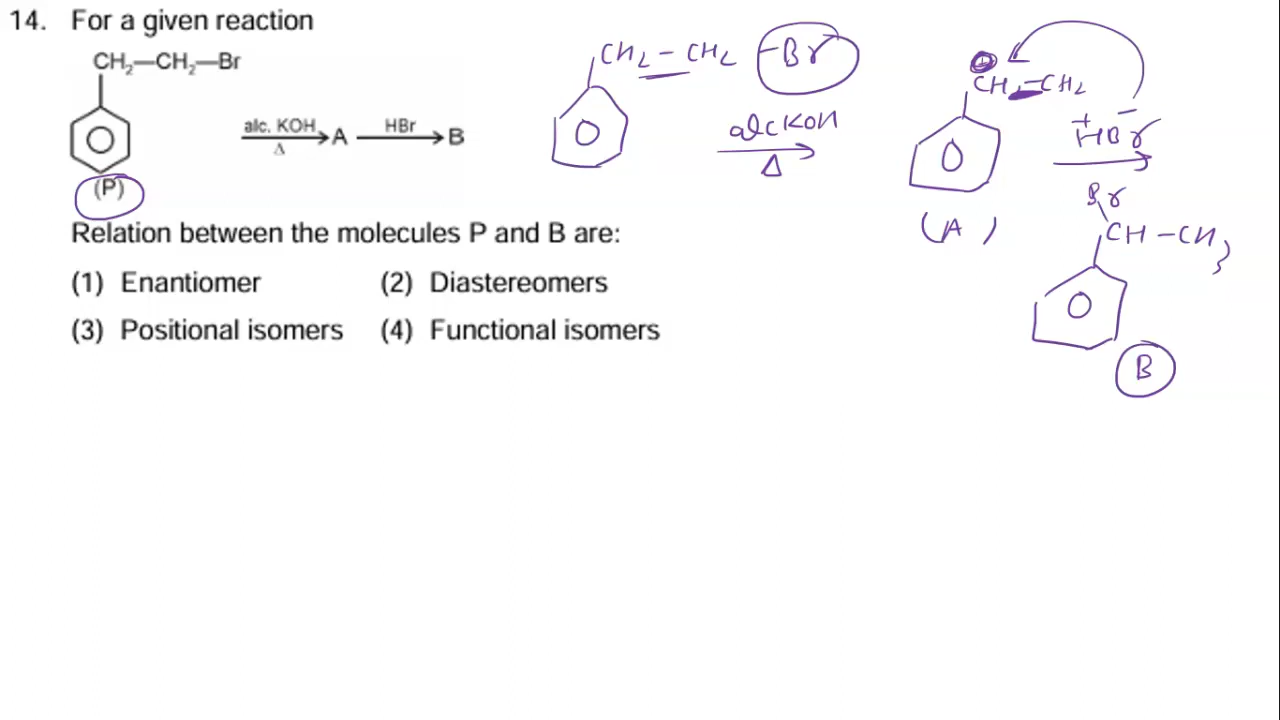 14. For a given reaction
CH₂—CH₂—Br
alc. KOH
Δ
A
HBr
B
(P)
Relation between the molecules P and B are:
(1) Enantiomer (2) Diastereomers
(3) Positional isomers (4) Functional isomers
CH₂ – CH₂ – Br
alc KOH
Δ
+
CH = CH₂
(A)
+ –
HBr
Br
CH – CH₃
B